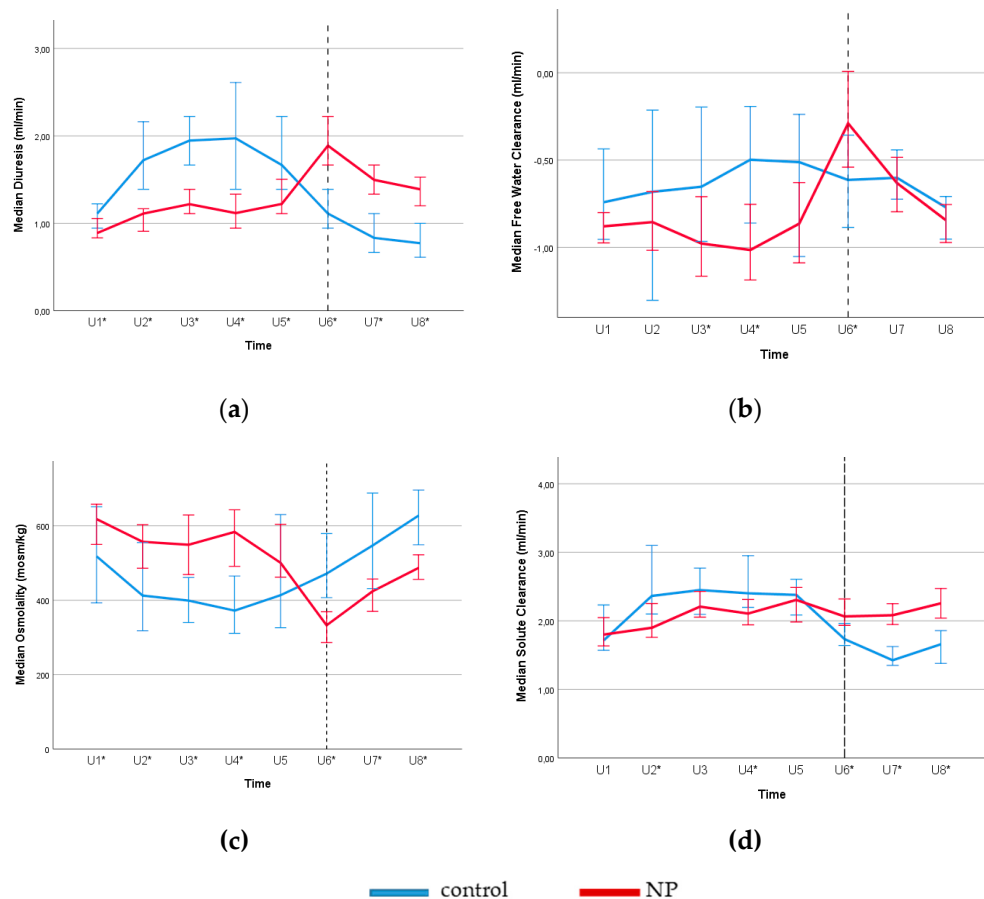 3,00
2,00
1,00
0,00
Median Diuresis (ml/min)
U1* U2* U3* U4* U5* U6* U7* U8*
Time
(a)
0,00
-0,50
-1,00
Median Free Water Clearance (ml/min)
U1 U2 U3* U4* U5 U6* U7 U8
Time
(b)
600
400
200
0
Median Osmolality (mosm/kg)
U1* U2* U3* U4* U5 U6* U7* U8*
Time
(c)
4,00
3,00
2,00
1,00
0,00
Median Solute Clearance (ml/min)
U1 U2* U3 U4* U5 U6* U7* U8*
Time
(d)
control NP